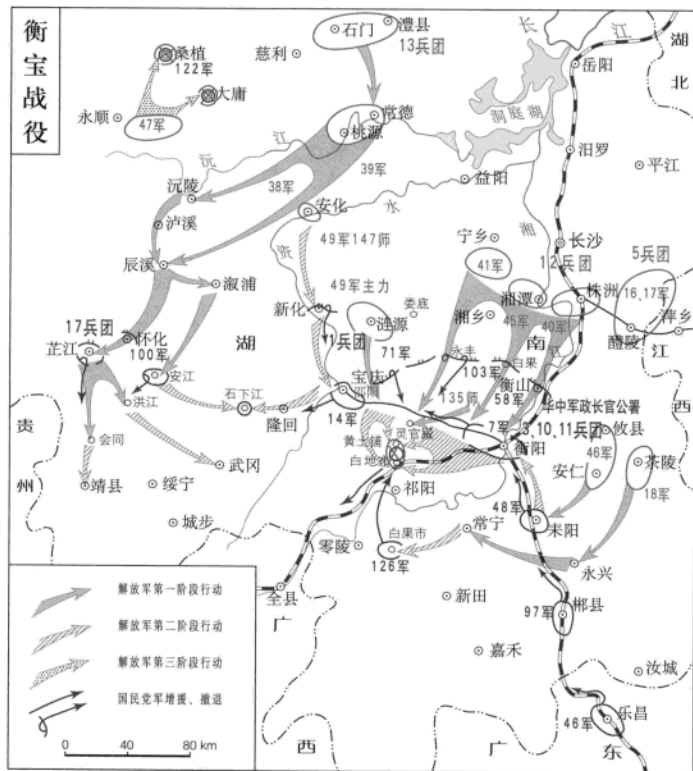 衡宝战役
石门
澧县
13兵团
长
江
湖
北
桑植
122军
慈利
岳阳
大庸
永顺
47军
常德
桃源
洞庭湖
汨罗
平江
沅
江
38军
39军
沅陵
益阳
泸溪
安化
水
湘
资
49军147师
宁乡
长沙
5兵团
辰溪
溆浦
49军主力
41军
12兵团
16,17军
新化
涟源
娄底
湘潭
株洲
湘乡
45军
40军
醴陵
萍乡
17兵团
怀化
100军
芷江
湖
11兵团
71军
永丰
白果
103军
南
江
江
安江
宝庆
邵阳
衡山
58军
洪江
石下江
135师
华中军政长官公署
西
14军
隆回
7军
3,10,11兵团
攸县
会同
黄土铺
灵官殿
衡阳
贵
州
武冈
白地市
46军
茶陵
安仁
18军
靖县
绥宁
祁阳
48军
耒阳
城步
白果市
常宁
零陵
126军
永兴
全县
广
新田
97军
郴县
嘉禾
汝城
46军
乐昌
西
广
东
解放军第一阶段行动
解放军第二阶段行动
解放军第三阶段行动
国民党军增援、撤退
0
40
80 km